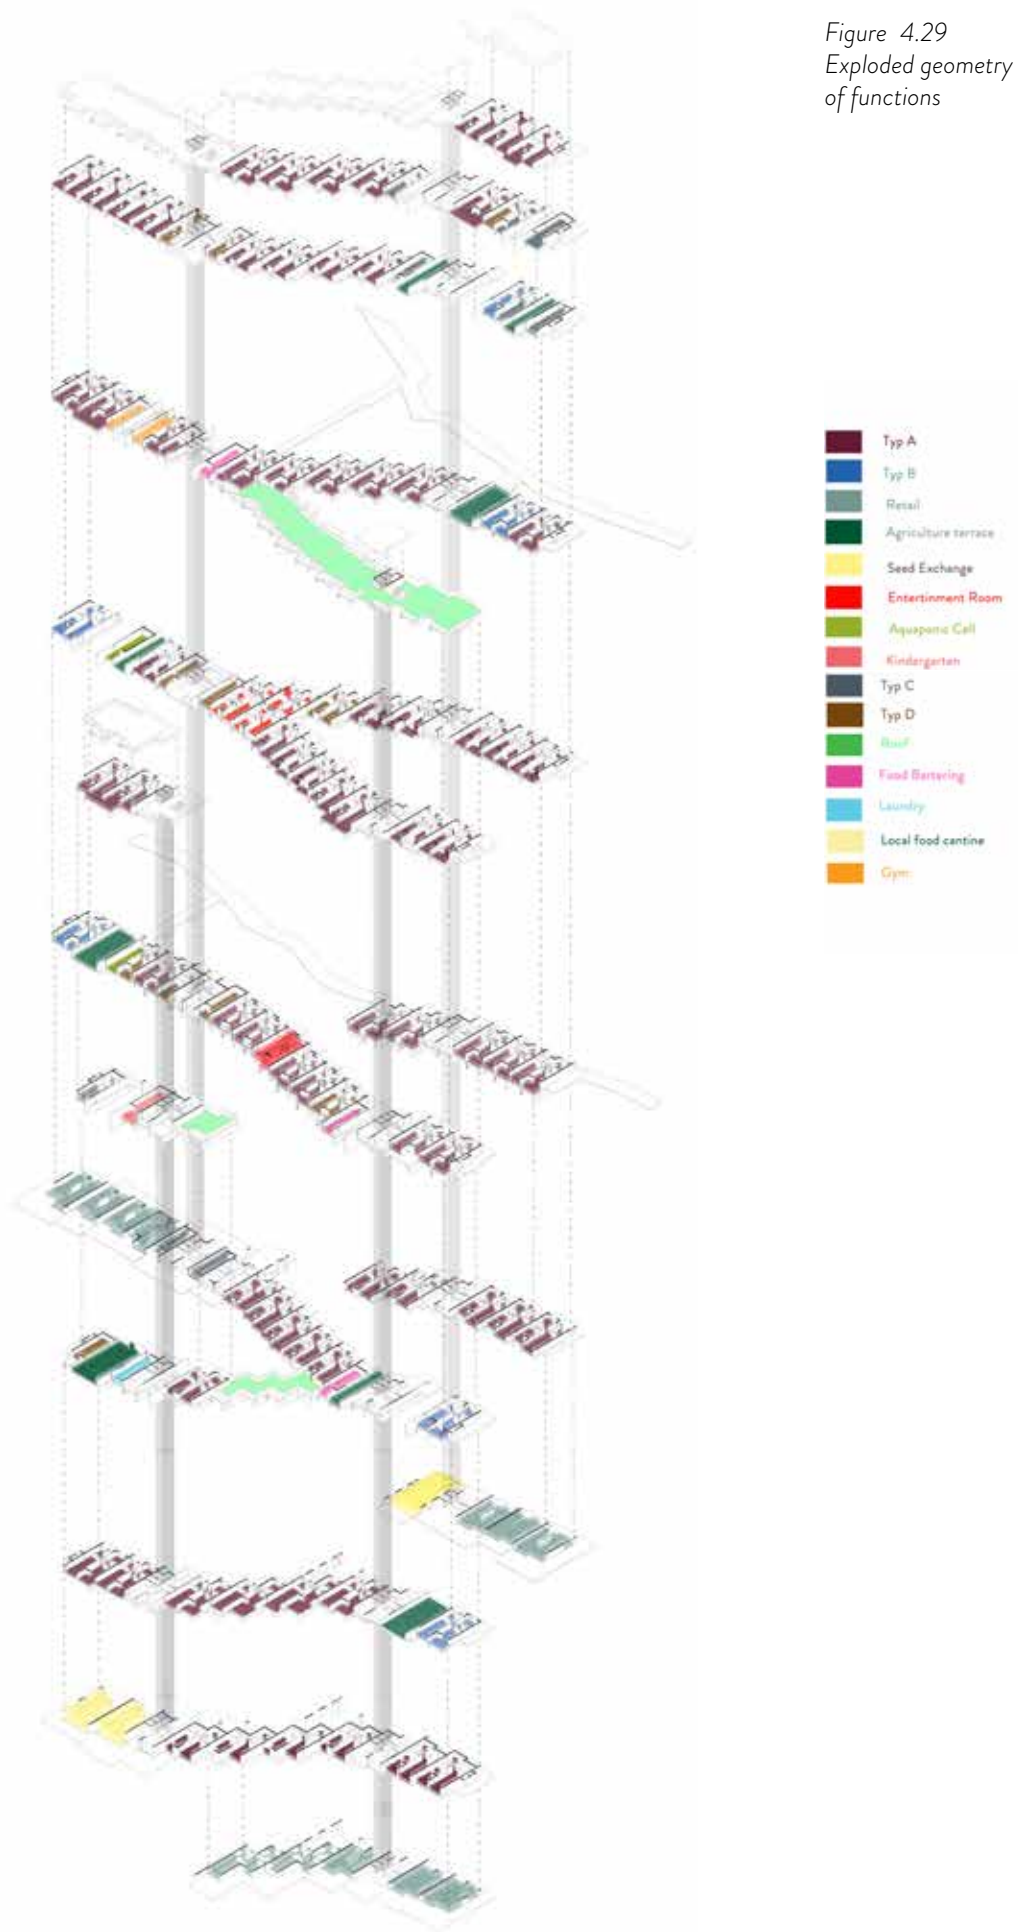 Figure 4.29
Exploded geometry
of functions
Typ A
Typ B
Retail
Agriculture terrace
Seed Exchange
Entertinment Room
Aquaponic Cell
Kindergarten
Typ C
Typ D
Roof
Food Bartering
Laundry
Local food cantine
Gym